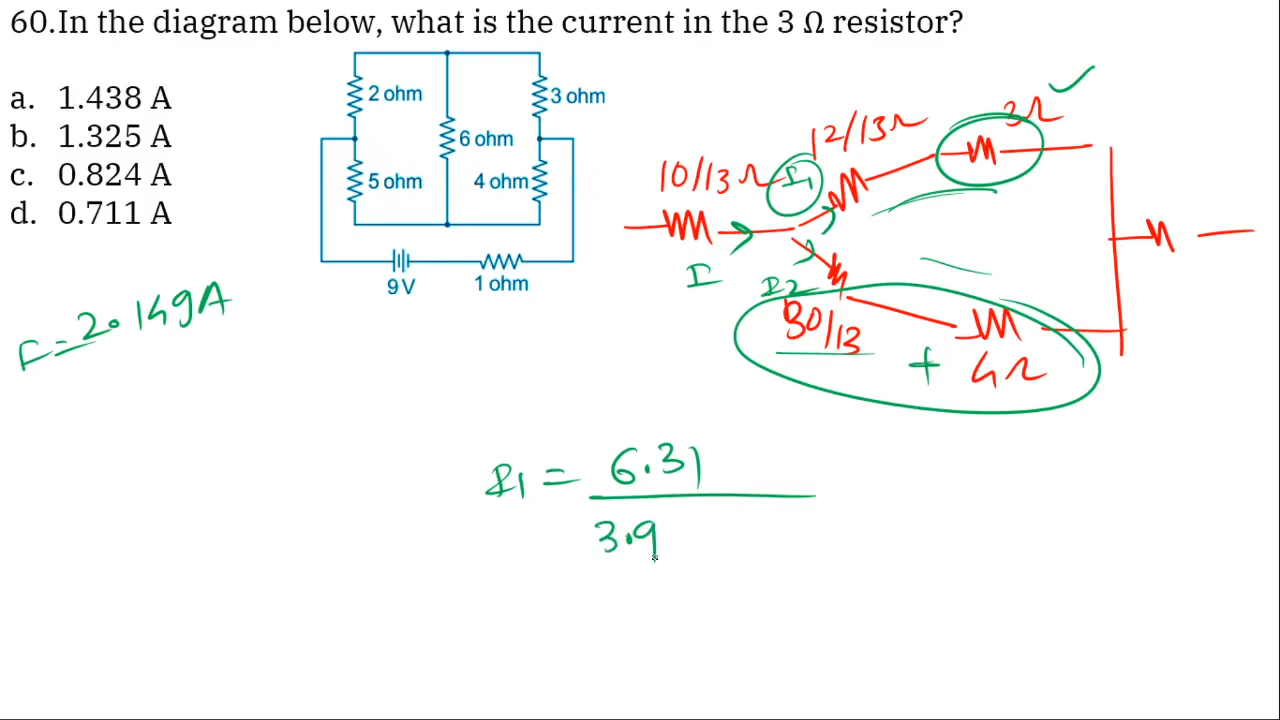 60.In the diagram below, what is the current in the 3 Ω resistor?
a. 1.438 A
b. 1.325 A
c. 0.824 A
d. 0.711 A
2 ohm
3 ohm
6 ohm
5 ohm
4 ohm
9 V
1 ohm
3Ω
12/13Ω
10/13Ω
I1
I
I2
30/13
+ 4Ω
I = 2.149A
I1 = 6.31
3.9